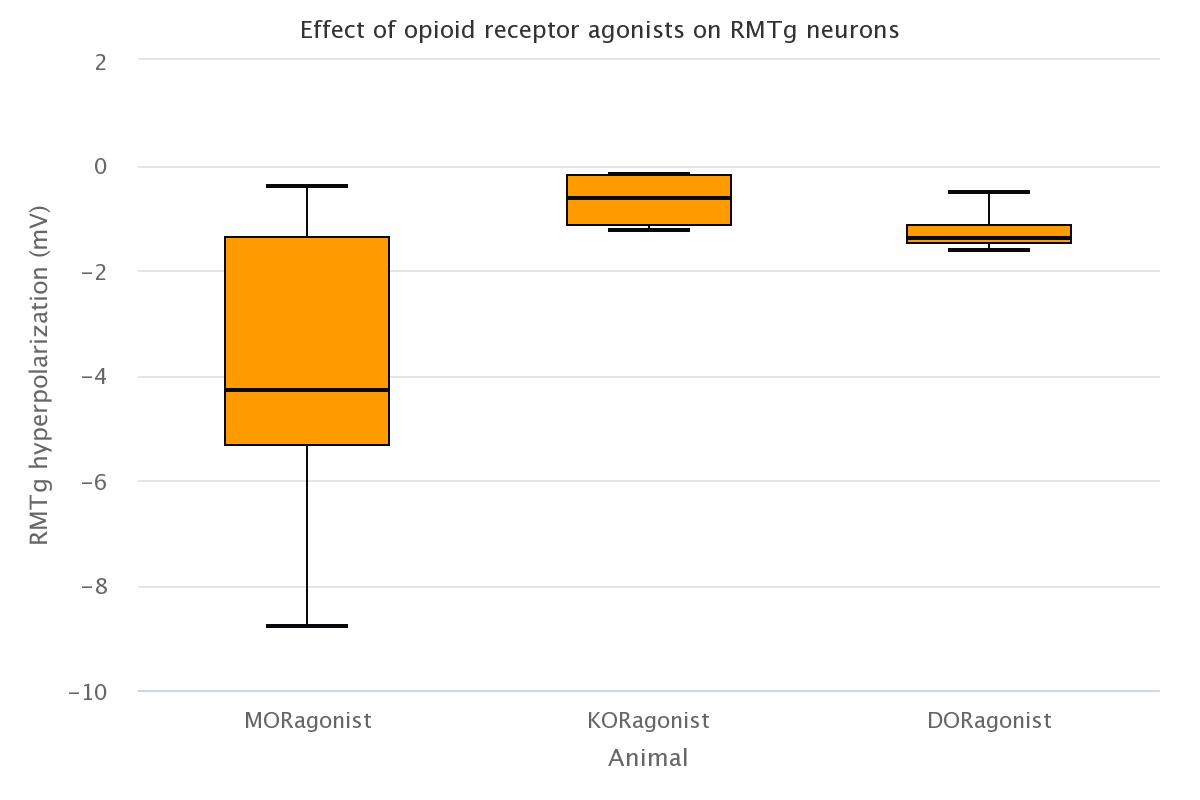 Effect of opioid receptor agonists on RMTg neurons
RMTg hyperpolarization (mV)
2
0
−2
−4
−6
−8
−10
MORagonist
KORagonist
DORagonist
Animal